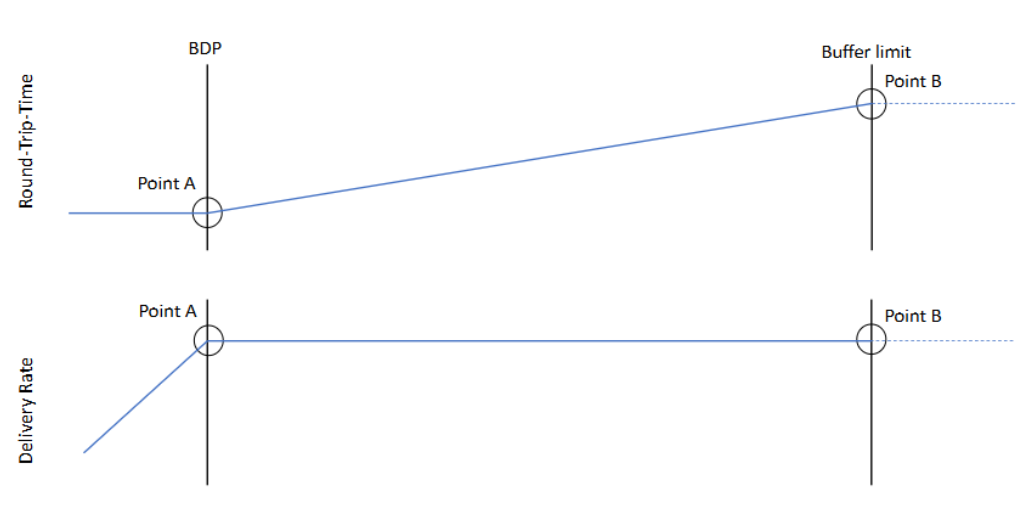 BDP
Buffer limit
Point B
Point A
Round-Trip-Time
Point A
Point B
Delivery Rate